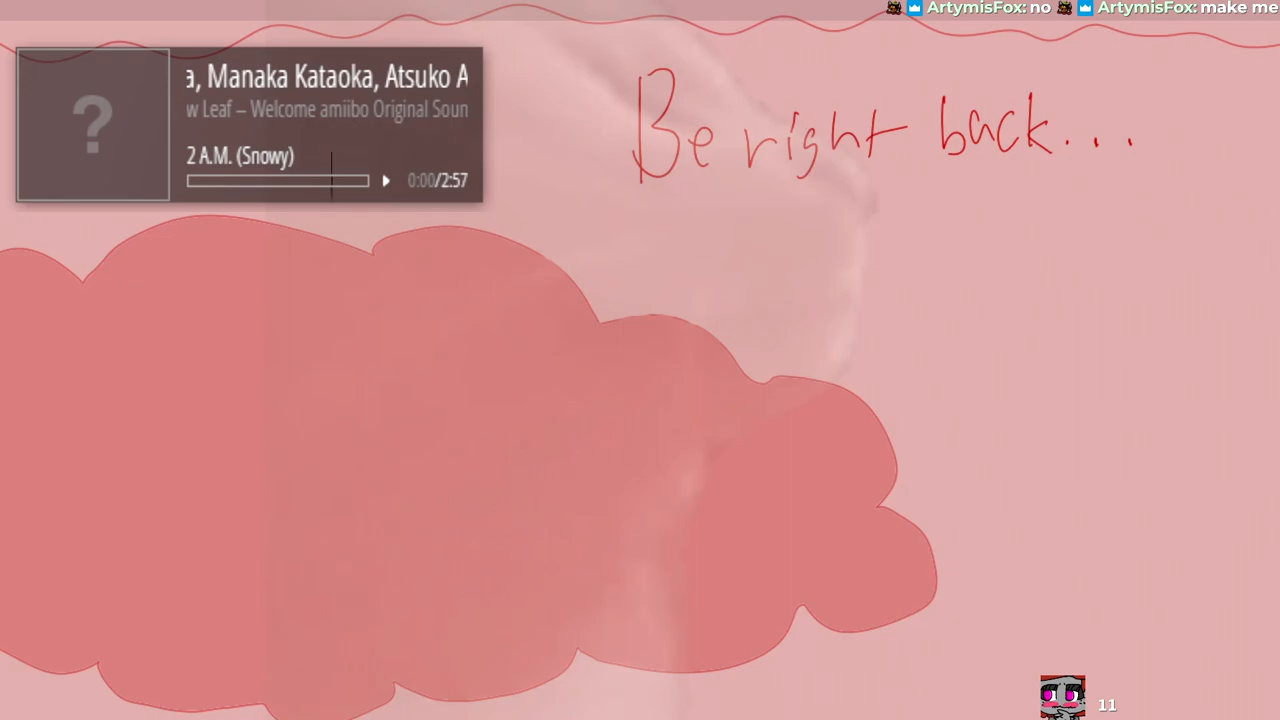 ArtymisFox: no ArtymisFox: make me
a, Manaka Kataoka, Atsuko A
w Leaf – Welcome amiibo Original Soun
2 A.M. (Snowy)
0:00/2:57
Be right back...
11